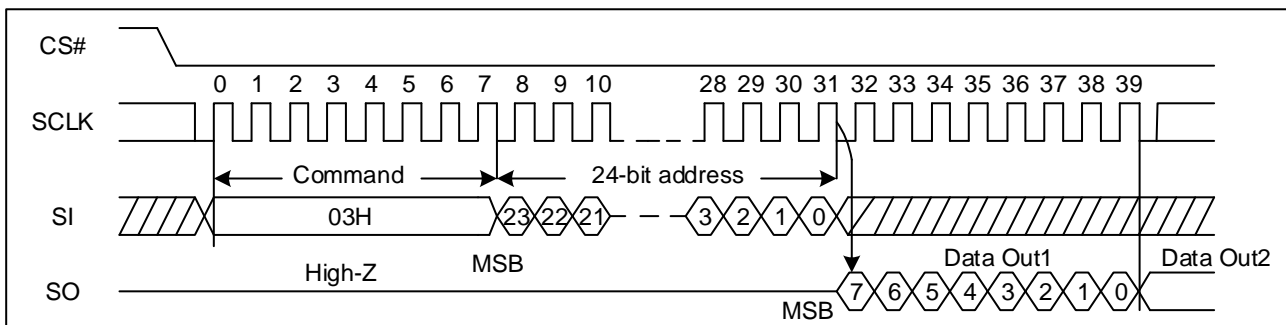 CS#
0 1 2 3 4 5 6 7 8 9 10 28 29 30 31 32 33 34 35 36 37 38 39
SCLK
Command 24-bit address
SI 03H 23 22 21 3 2 1 0
High-Z MSB Data Out1 Data Out2
SO 7 6 5 4 3 2 1 0
MSB